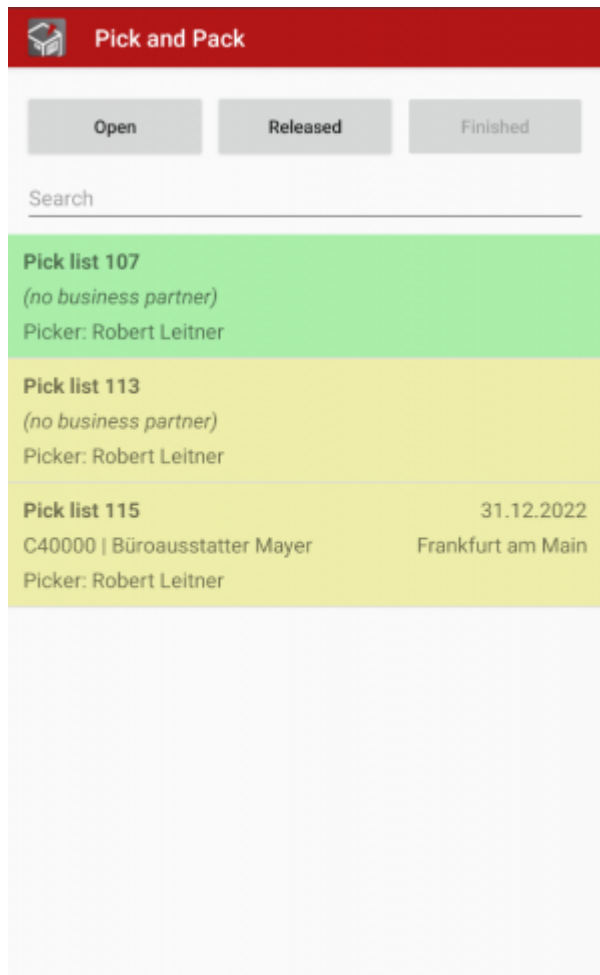 Pick and Pack
Open Released Finished
Search
Pick list 107
(no business partner)
Picker: Robert Leitner
Pick list 113
(no business partner)
Picker: Robert Leitner
Pick list 115 31.12.2022
C40000 | Büroausstatter Mayer Frankfurt am Main
Picker: Robert Leitner